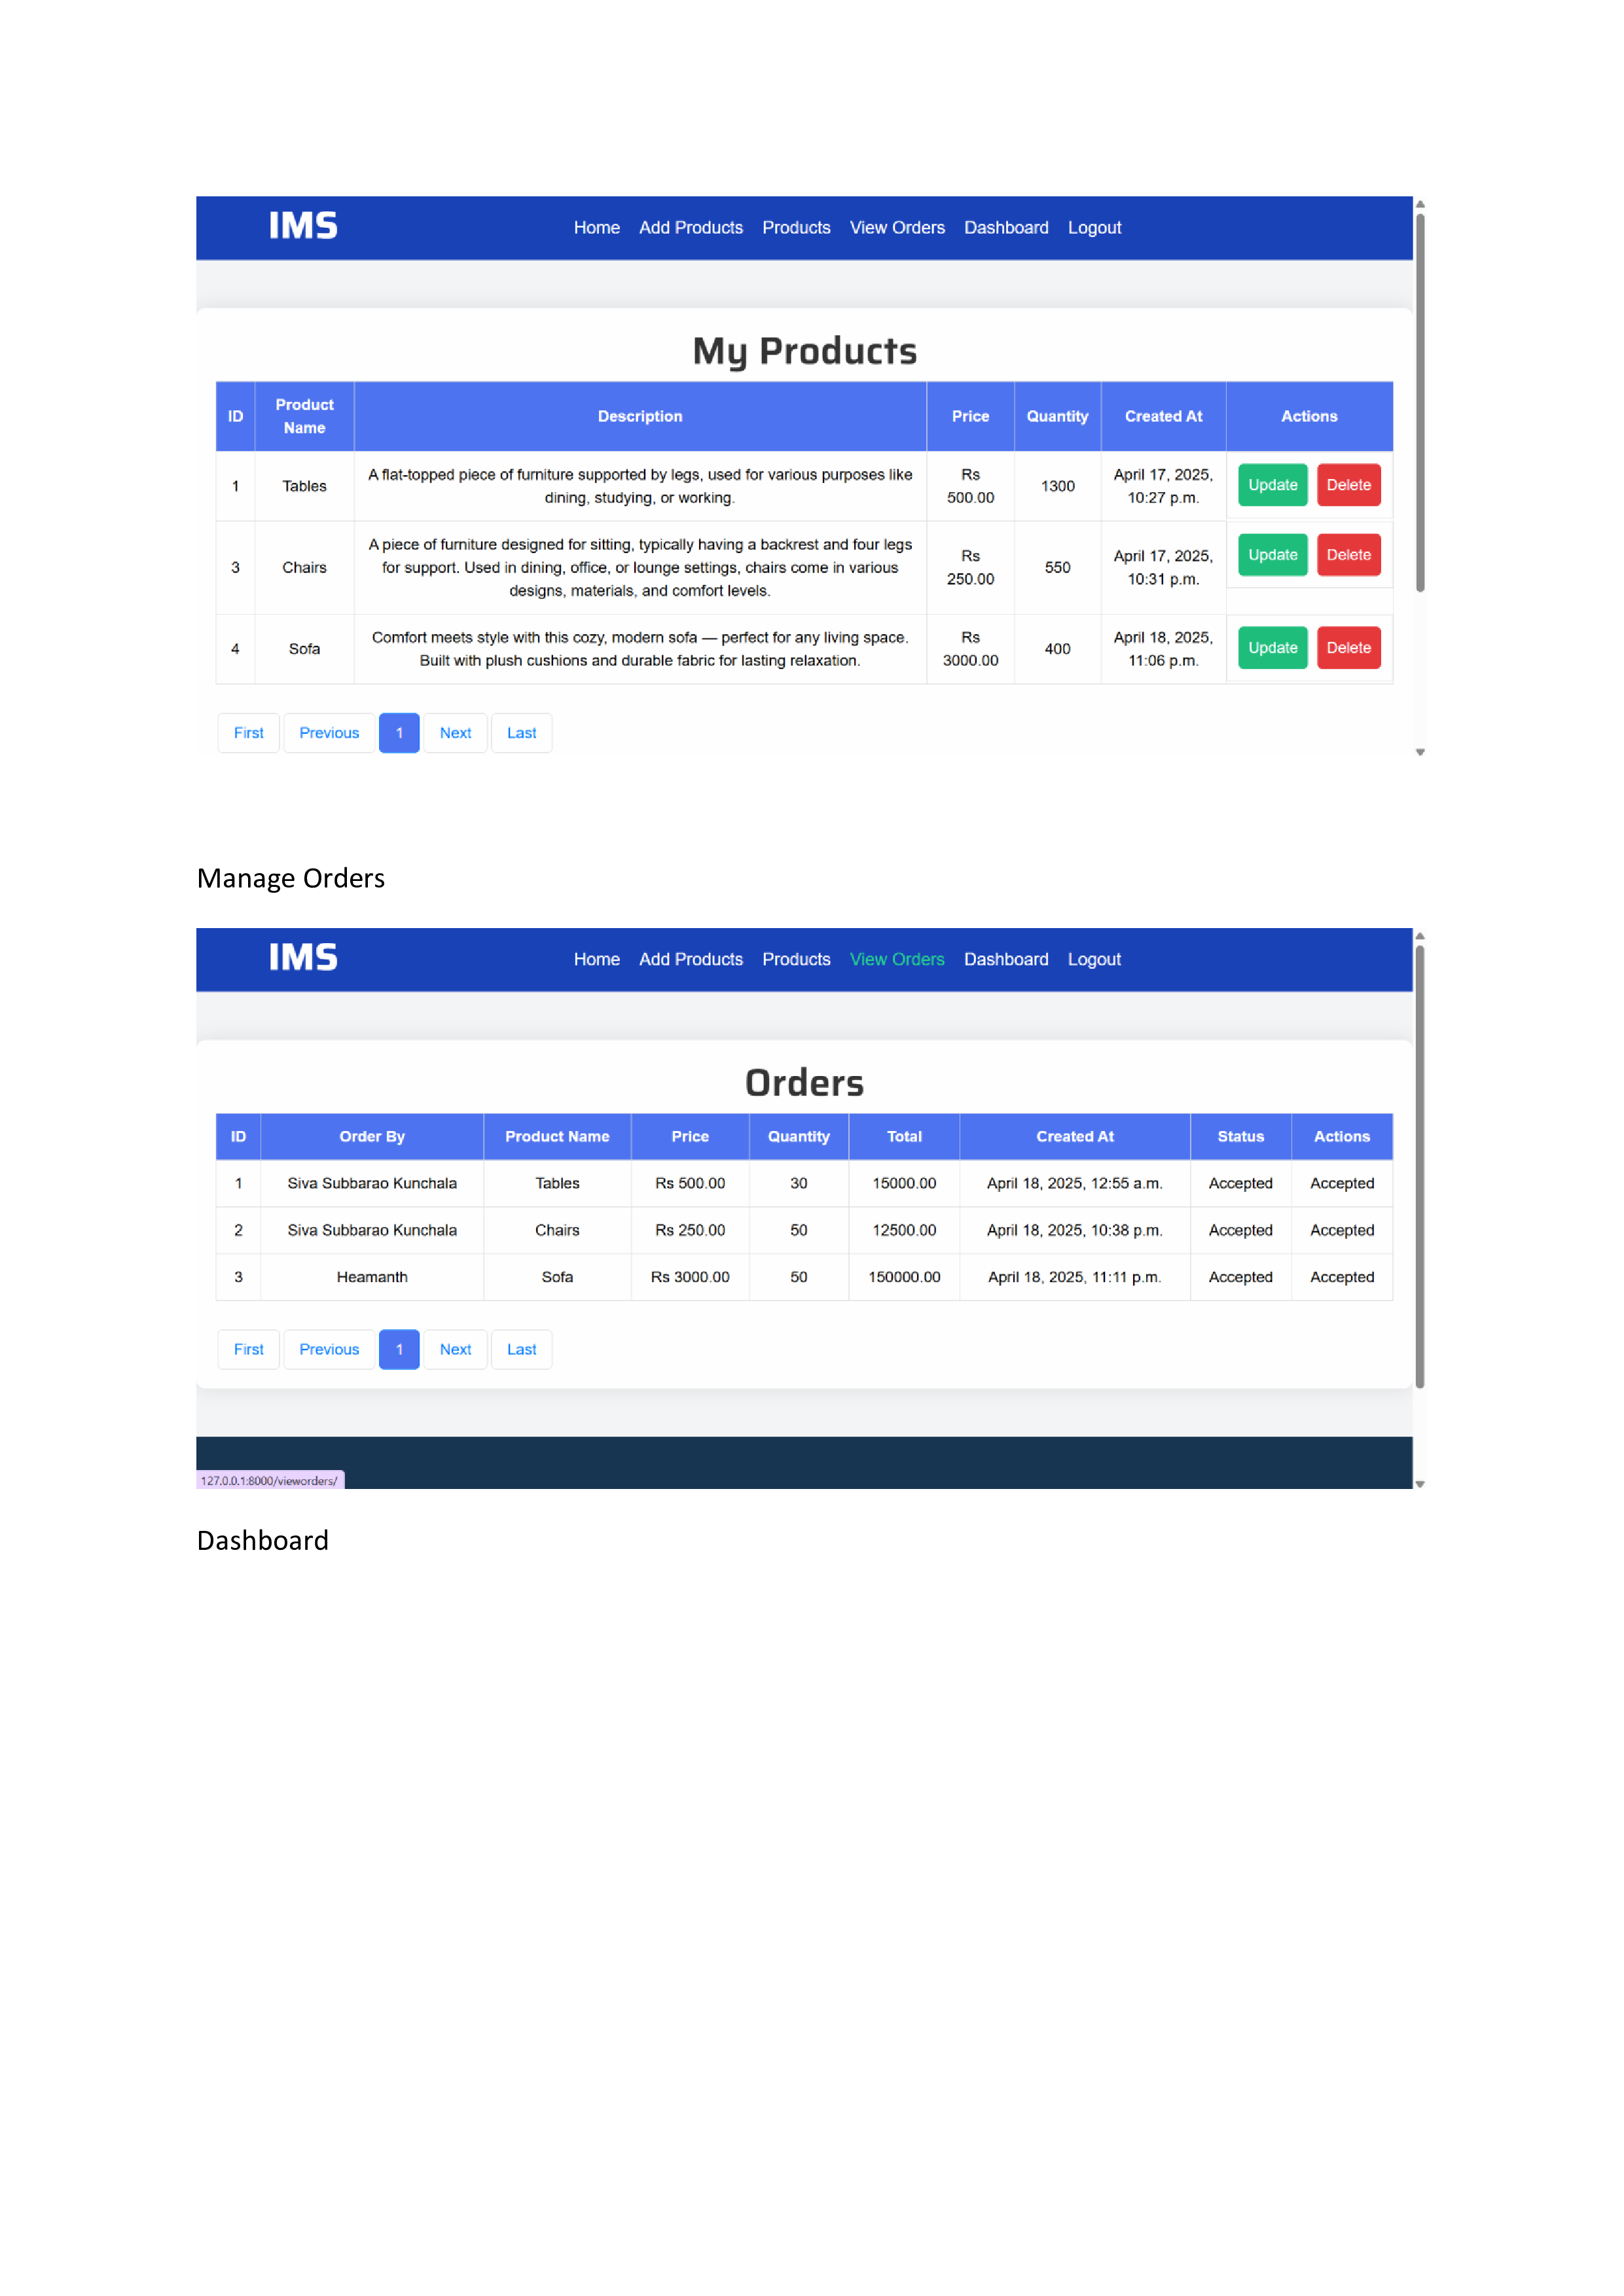 IMS
Home Add Products Products View Orders Dashboard Logout
My Products
ID Product Name Description Price Quantity Created At Actions
1 Tables A flat-topped piece of furniture supported by legs, used for various purposes like dining, studying, or working. Rs 500.00 1300 April 17, 2025, 10:27 p.m. Update Delete
3 Chairs A piece of furniture designed for sitting, typically having a backrest and four legs for support. Used in dining, office, or lounge settings, chairs come in various designs, materials, and comfort levels. Rs 250.00 550 April 17, 2025, 10:31 p.m. Update Delete
4 Sofa Comfort meets style with this cozy, modern sofa — perfect for any living space. Built with plush cushions and durable fabric for lasting relaxation. Rs 3000.00 400 April 18, 2025, 11:06 p.m. Update Delete
First Previous 1 Next Last
Manage Orders
IMS
Home Add Products Products View Orders Dashboard Logout
Orders
ID Order By Product Name Price Quantity Total Created At Status Actions
1 Siva Subbarao Kunchala Tables Rs 500.00 30 15000.00 April 18, 2025, 12:55 a.m. Accepted Accepted
2 Siva Subbarao Kunchala Chairs Rs 250.00 50 12500.00 April 18, 2025, 10:38 p.m. Accepted Accepted
3 Heamanth Sofa Rs 3000.00 50 150000.00 April 18, 2025, 11:11 p.m. Accepted Accepted
First Previous 1 Next Last
127.0.0.1:8000/vieworders/
Dashboard